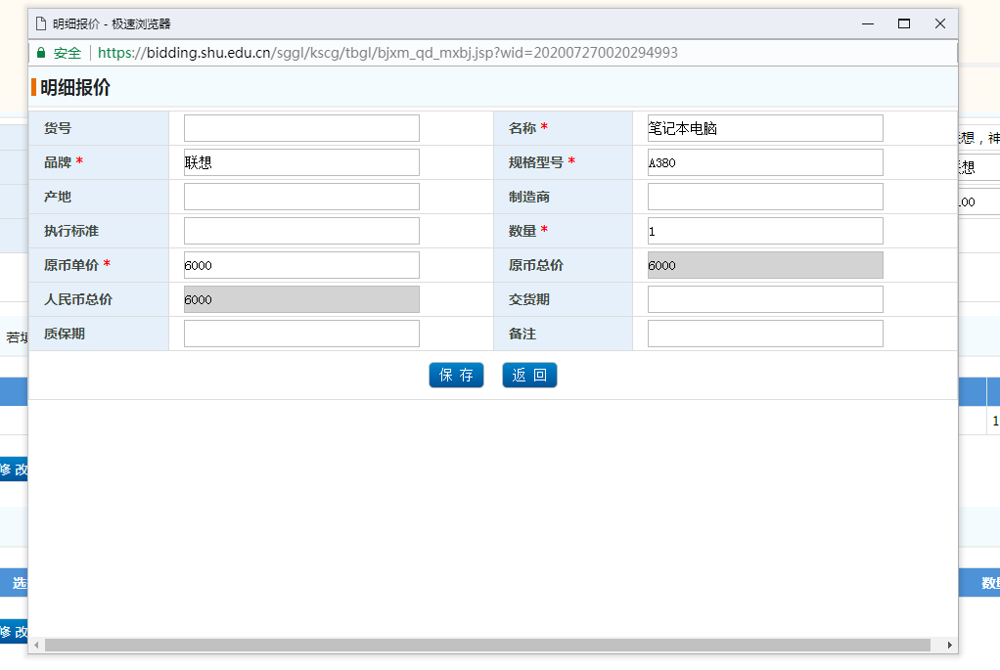 明细报价 - 极速浏览器
安全 https://bidding.shu.edu.cn/sggl/kscg/tbgl/bjxm_qd_mxbj.jsp?wid=202007270020294993
明细报价
货号 名称 * 笔记本电脑
想，神
品牌 * 联想 规格型号 * A380
想
产地 制造商
00
执行标准 数量 * 1
原币单价 * 6000 原币总价 6000
人民币总价 6000 交货期
若填
质保期 备注
保 存 返 回
1
修 改
选
数量
修 改